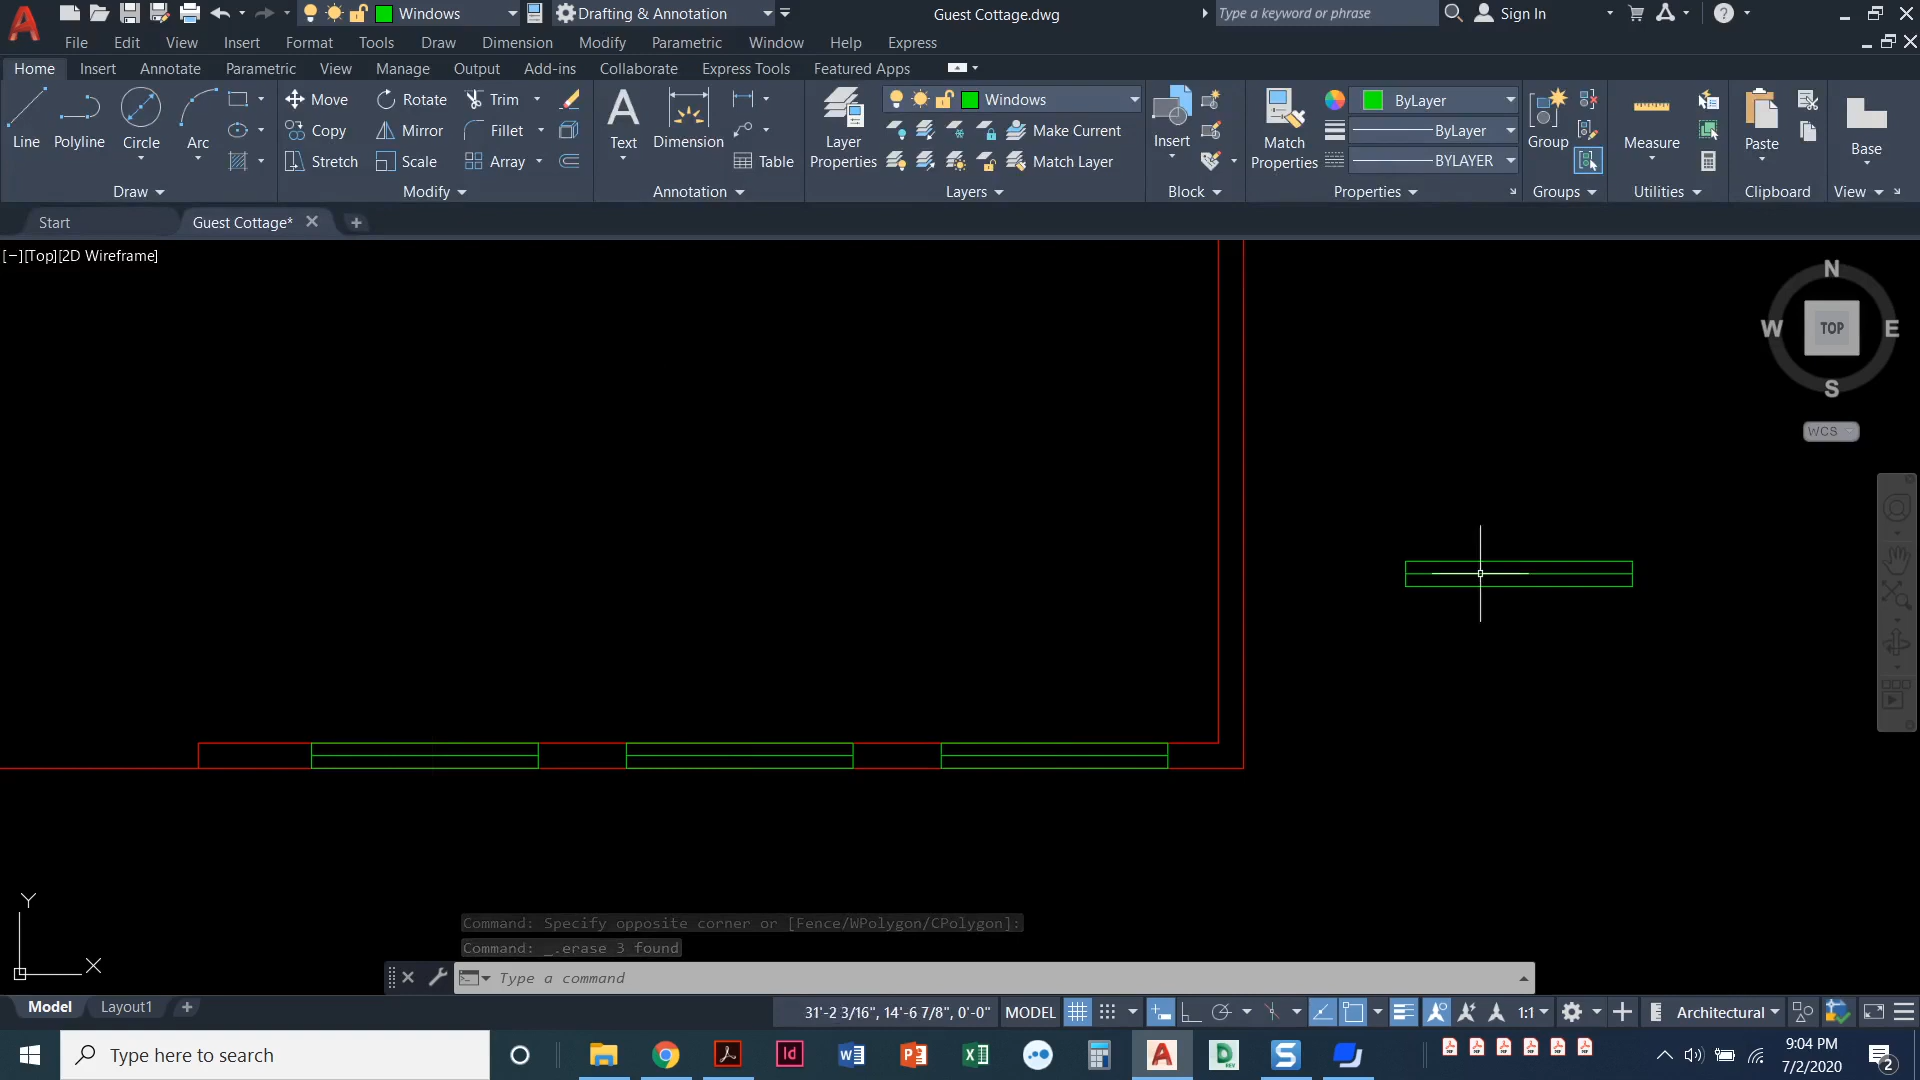 Windows
Drafting & Annotation
Guest Cottage.dwg
Type a keyword or phrase
Sign In
File Edit View Insert Format Tools Draw Dimension Modify Parametric Window Help Express
Home Insert Annotate Parametric View Manage Output Add-ins Collaborate Express Tools Featured Apps
Line Polyline Circle Arc
Move Rotate Trim
Copy Mirror Fillet
Stretch Scale Array
Text Dimension
Table
Layer Properties
Windows
Make Current
Match Layer
Insert
Match Properties
ByLayer
ByLayer
BYLAYER
Group
Measure
Paste
Base
Draw Modify Annotation Layers Block Properties Groups Utilities Clipboard View
Start Guest Cottage*
[−][Top][2D Wireframe]
N
W TOP E
S
WCS
Y
X
Command: Specify opposite corner or [Fence/WPolygon/CPolygon]:
Command: _.erase 3 found
Type a command
Model Layout1
31'-2 3/16", 14'-6 7/8", 0'-0" MODEL 1:1 Architectural
Type here to search
9:04 PM
7/2/2020
2